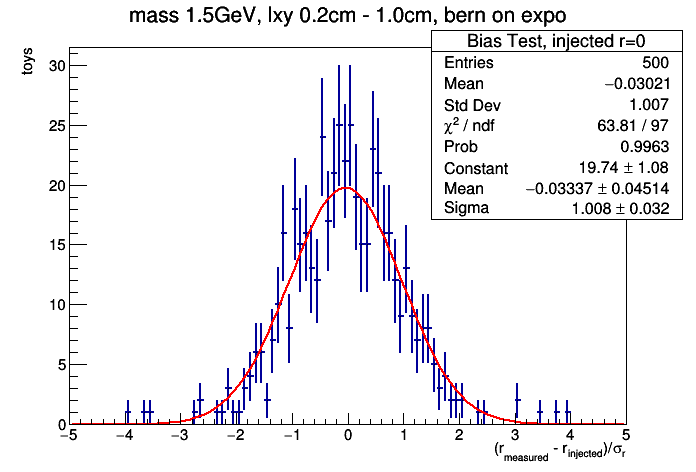 mass 1.5GeV, lxy 0.2cm - 1.0cm, bern on expo
Bias Test, injected r=0
Entries 500
Mean −0.03021
Std Dev 1.007
χ² / ndf 63.81 / 97
Prob 0.9963
Constant 19.74 ± 1.08
Mean −0.03337 ± 0.04514
Sigma 1.008 ± 0.032
toys
30
25
20
15
10
5
0
−5 −4 −3 −2 −1 0 1 2 3 4 5
(r_measured - r_injected)/σ_r